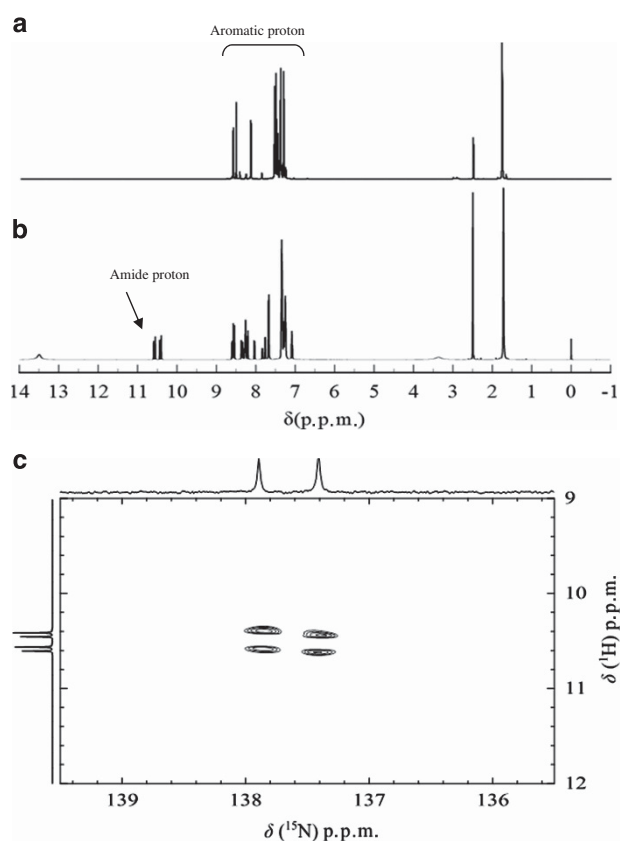 a
Aromatic proton
b
Amide proton
14 13 12 11 10 9 8 7 6 5 4 3 2 1 0 -1
δ(p.p.m.)
c
9
10
11
12
δ (¹H) p.p.m.
139 138 137 136
δ (¹⁵N) p.p.m.